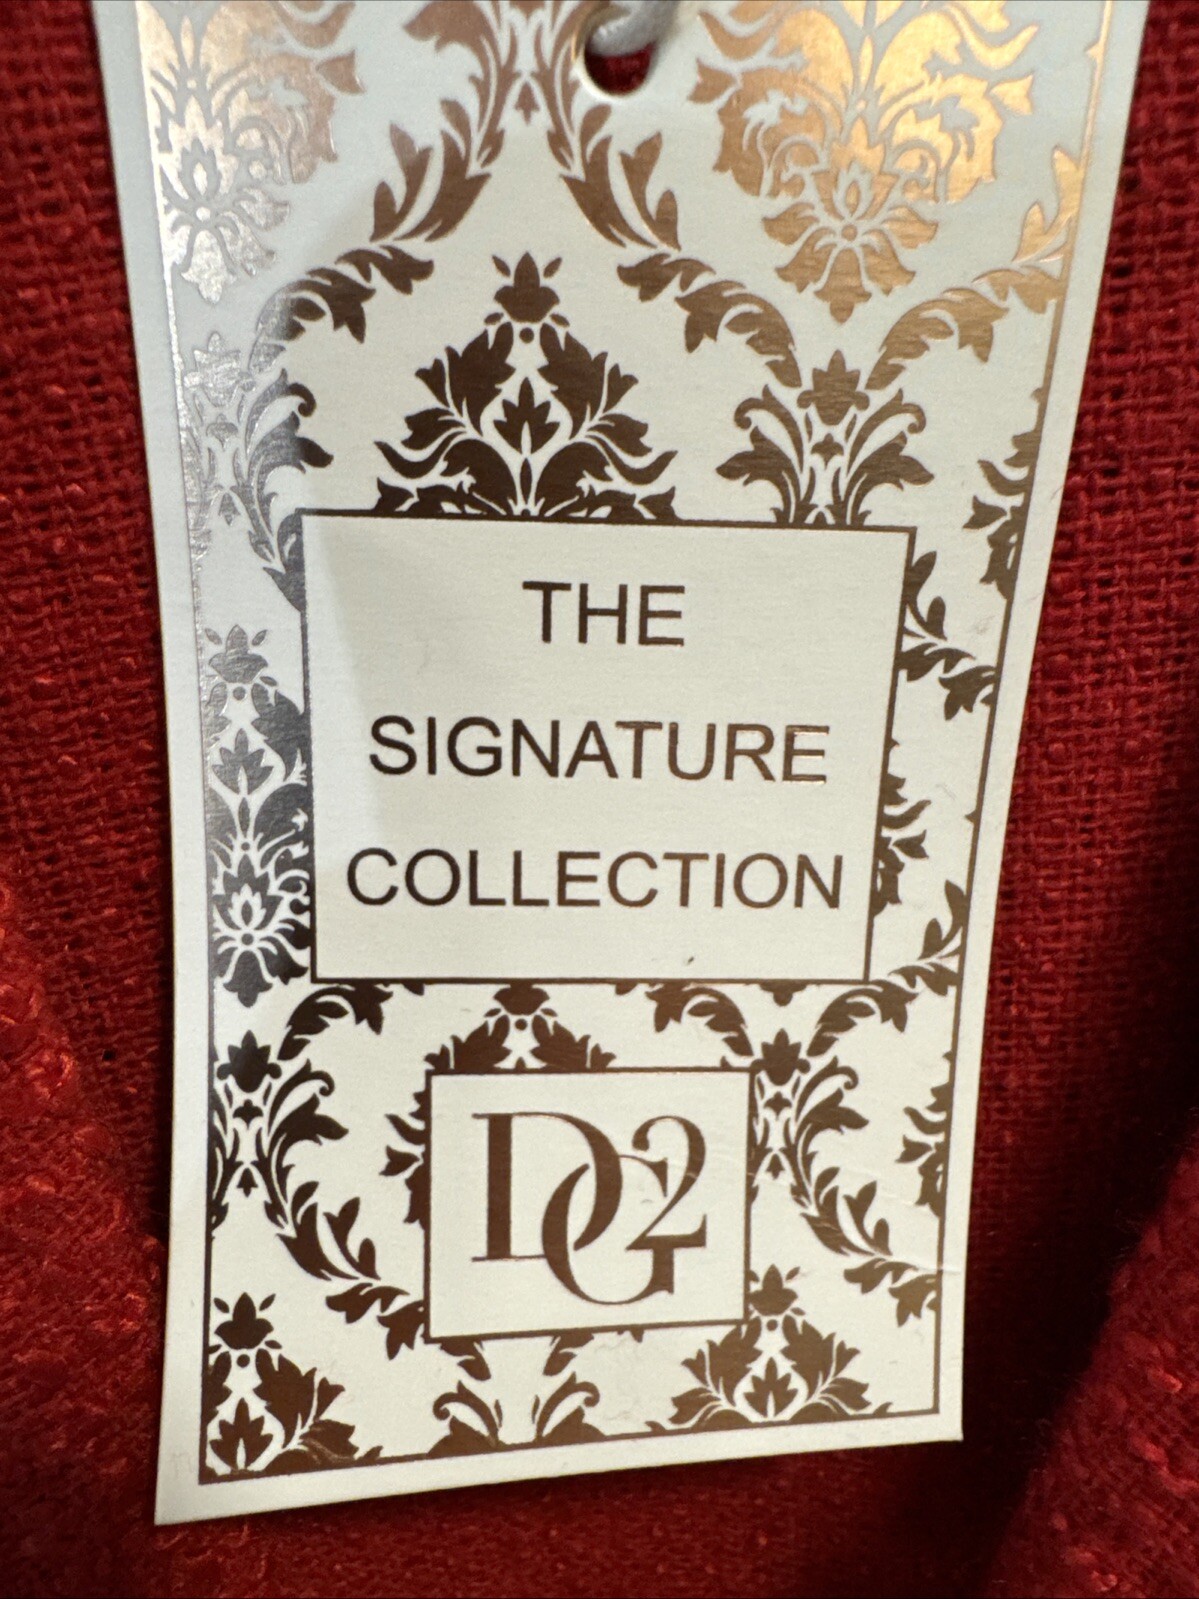 THE
SIGNATURE
COLLECTION
DG2